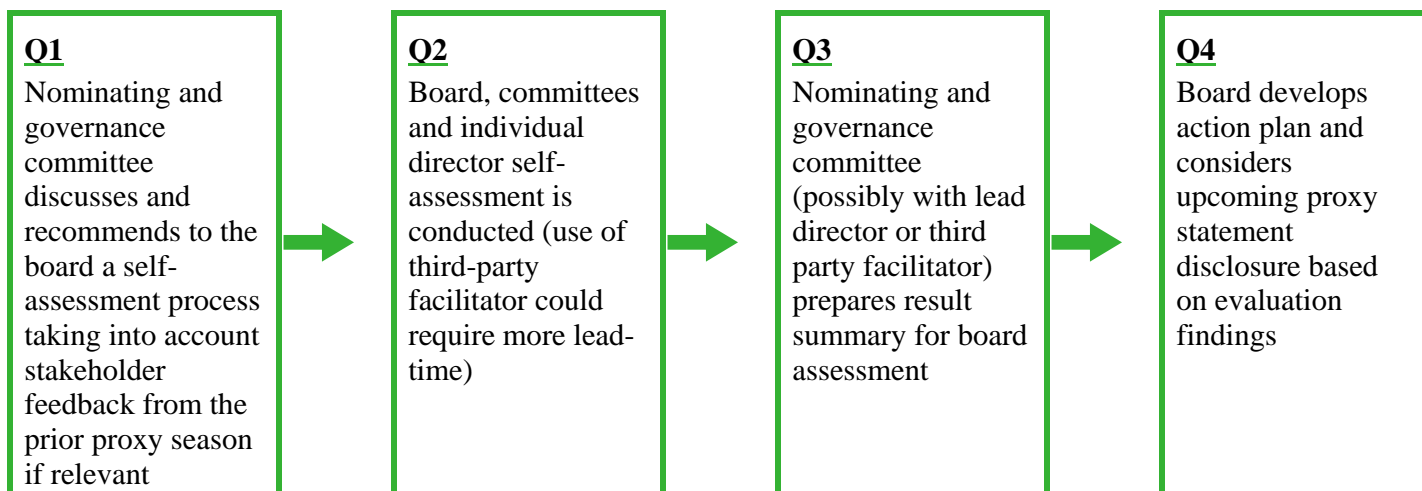 Q1
Nominating and
governance
committee
discusses and
recommends to the
board a self-
assessment process
taking into account
stakeholder
feedback from the
prior proxy season
if relevant
Q2
Board, committees
and individual
director self-
assessment is
conducted (use of
third-party
facilitator could
require more lead-
time)
Q3
Nominating and
governance
committee
(possibly with lead
director or third
party facilitator)
prepares result
summary for board
assessment
Q4
Board develops
action plan and
considers
upcoming proxy
statement
disclosure based
on evaluation
findings